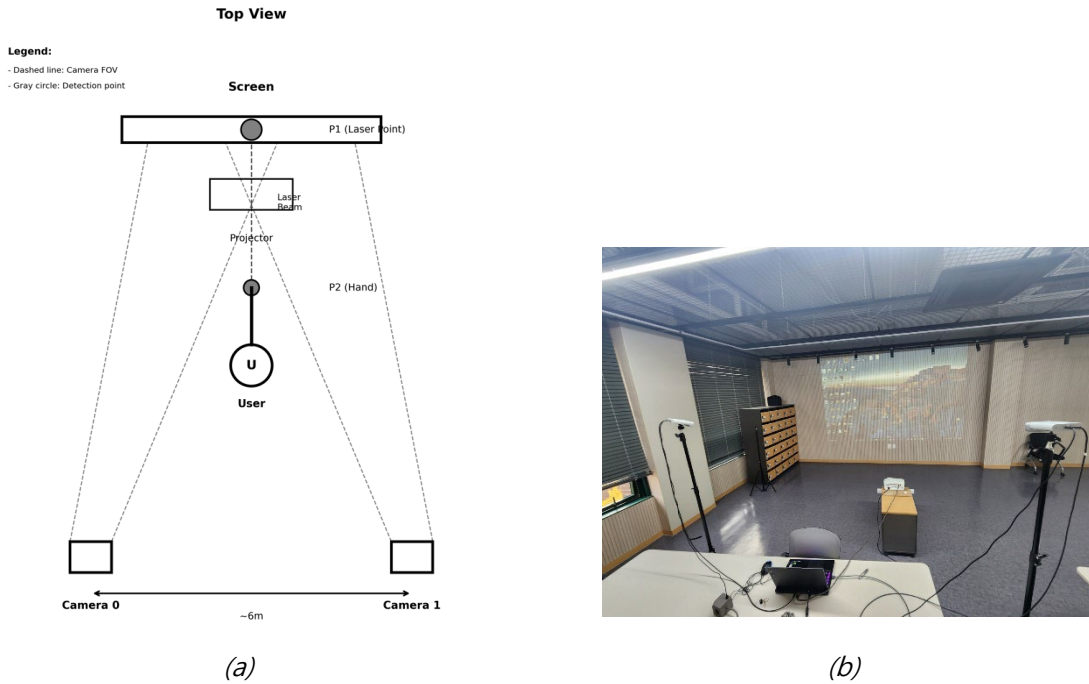 Top View
Legend:
- Dashed line: Camera FOV
- Gray circle: Detection point
Screen
P1 (Laser Point)
Laser
Beam
Projector
P2 (Hand)
U
User
Camera 0
Camera 1
~6m
(a)
(b)